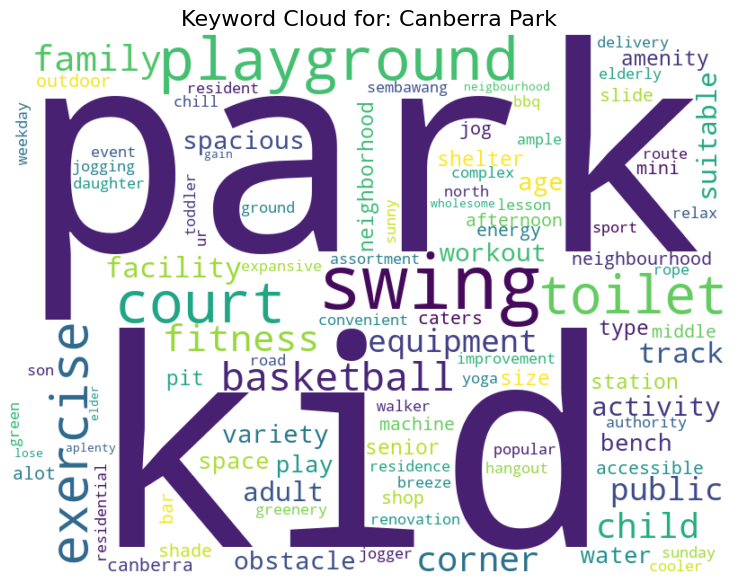 Keyword Cloud for: Canberra Park
family
playground
delivery
amenity
outdoor
resident
sembawang
neigbourhood
elderly
chill
bbq
slide
suitable
weekday
park
spacious
neighborhood
jog
ample
event
gain
shelter
route
jogging
complex
mini
daughter
toddler
age
north
wholesome
lesson
relax
ground
sunny
afternoon
ur
energy
sport
facility
expansive
assortment
workout
neighbourhood
swing
toilet
rope
court
convenient
caters
type
middle
fitness
equipment
exercise
road
improvement
track
son
pit
basketball
yoga
size
station
green
elder
walker
activity
machine
authority
variety
senior
popular
bench
lose
aplenty
kid
alot
space
play
residence
hangout
accessible
residential
adult
breeze
public
bar
shop
greenery
renovation
child
shade
jogger
water
sunday
canberra
obstacle
corner
cooler